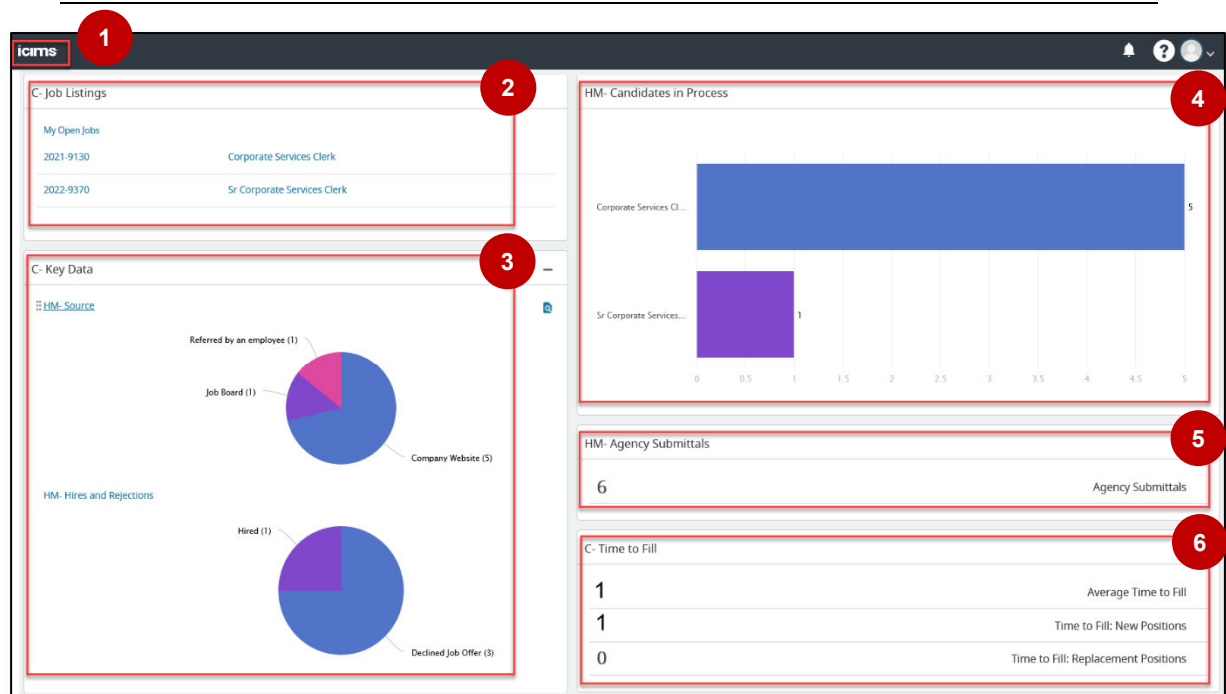 1
icims
?
C- Job Listings
2
My Open Jobs
2021-9130 Corporate Services Clerk
2022-9370 Sr Corporate Services Clerk
C- Key Data
3
HM- Source
Referred by an employee (1)
Job Board (1)
Company Website (5)
HM- Hires and Rejections
Hired (1)
Declined Job Offer (3)
HM- Candidates in Process
4
Corporate Services Cl...
5
Sr Corporate Services...
1
0 0.5 1 1.5 2 2.5 3 3.5 4 4.5 5
HM- Agency Submittals
5
6 Agency Submittals
C- Time to Fill
6
1 Average Time to Fill
1 Time to Fill: New Positions
0 Time to Fill: Replacement Positions